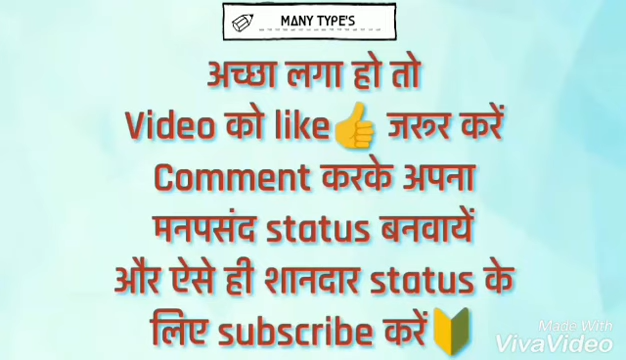 MANY TYPE'S
अच्छा लगा हो तो
Video को like👍 जरूर करें
Comment करके अपना
मनपसंद status बनवायें
और ऐसे ही शानदार status के
लिए subscribe करें🔰
Made With
VivaVideo